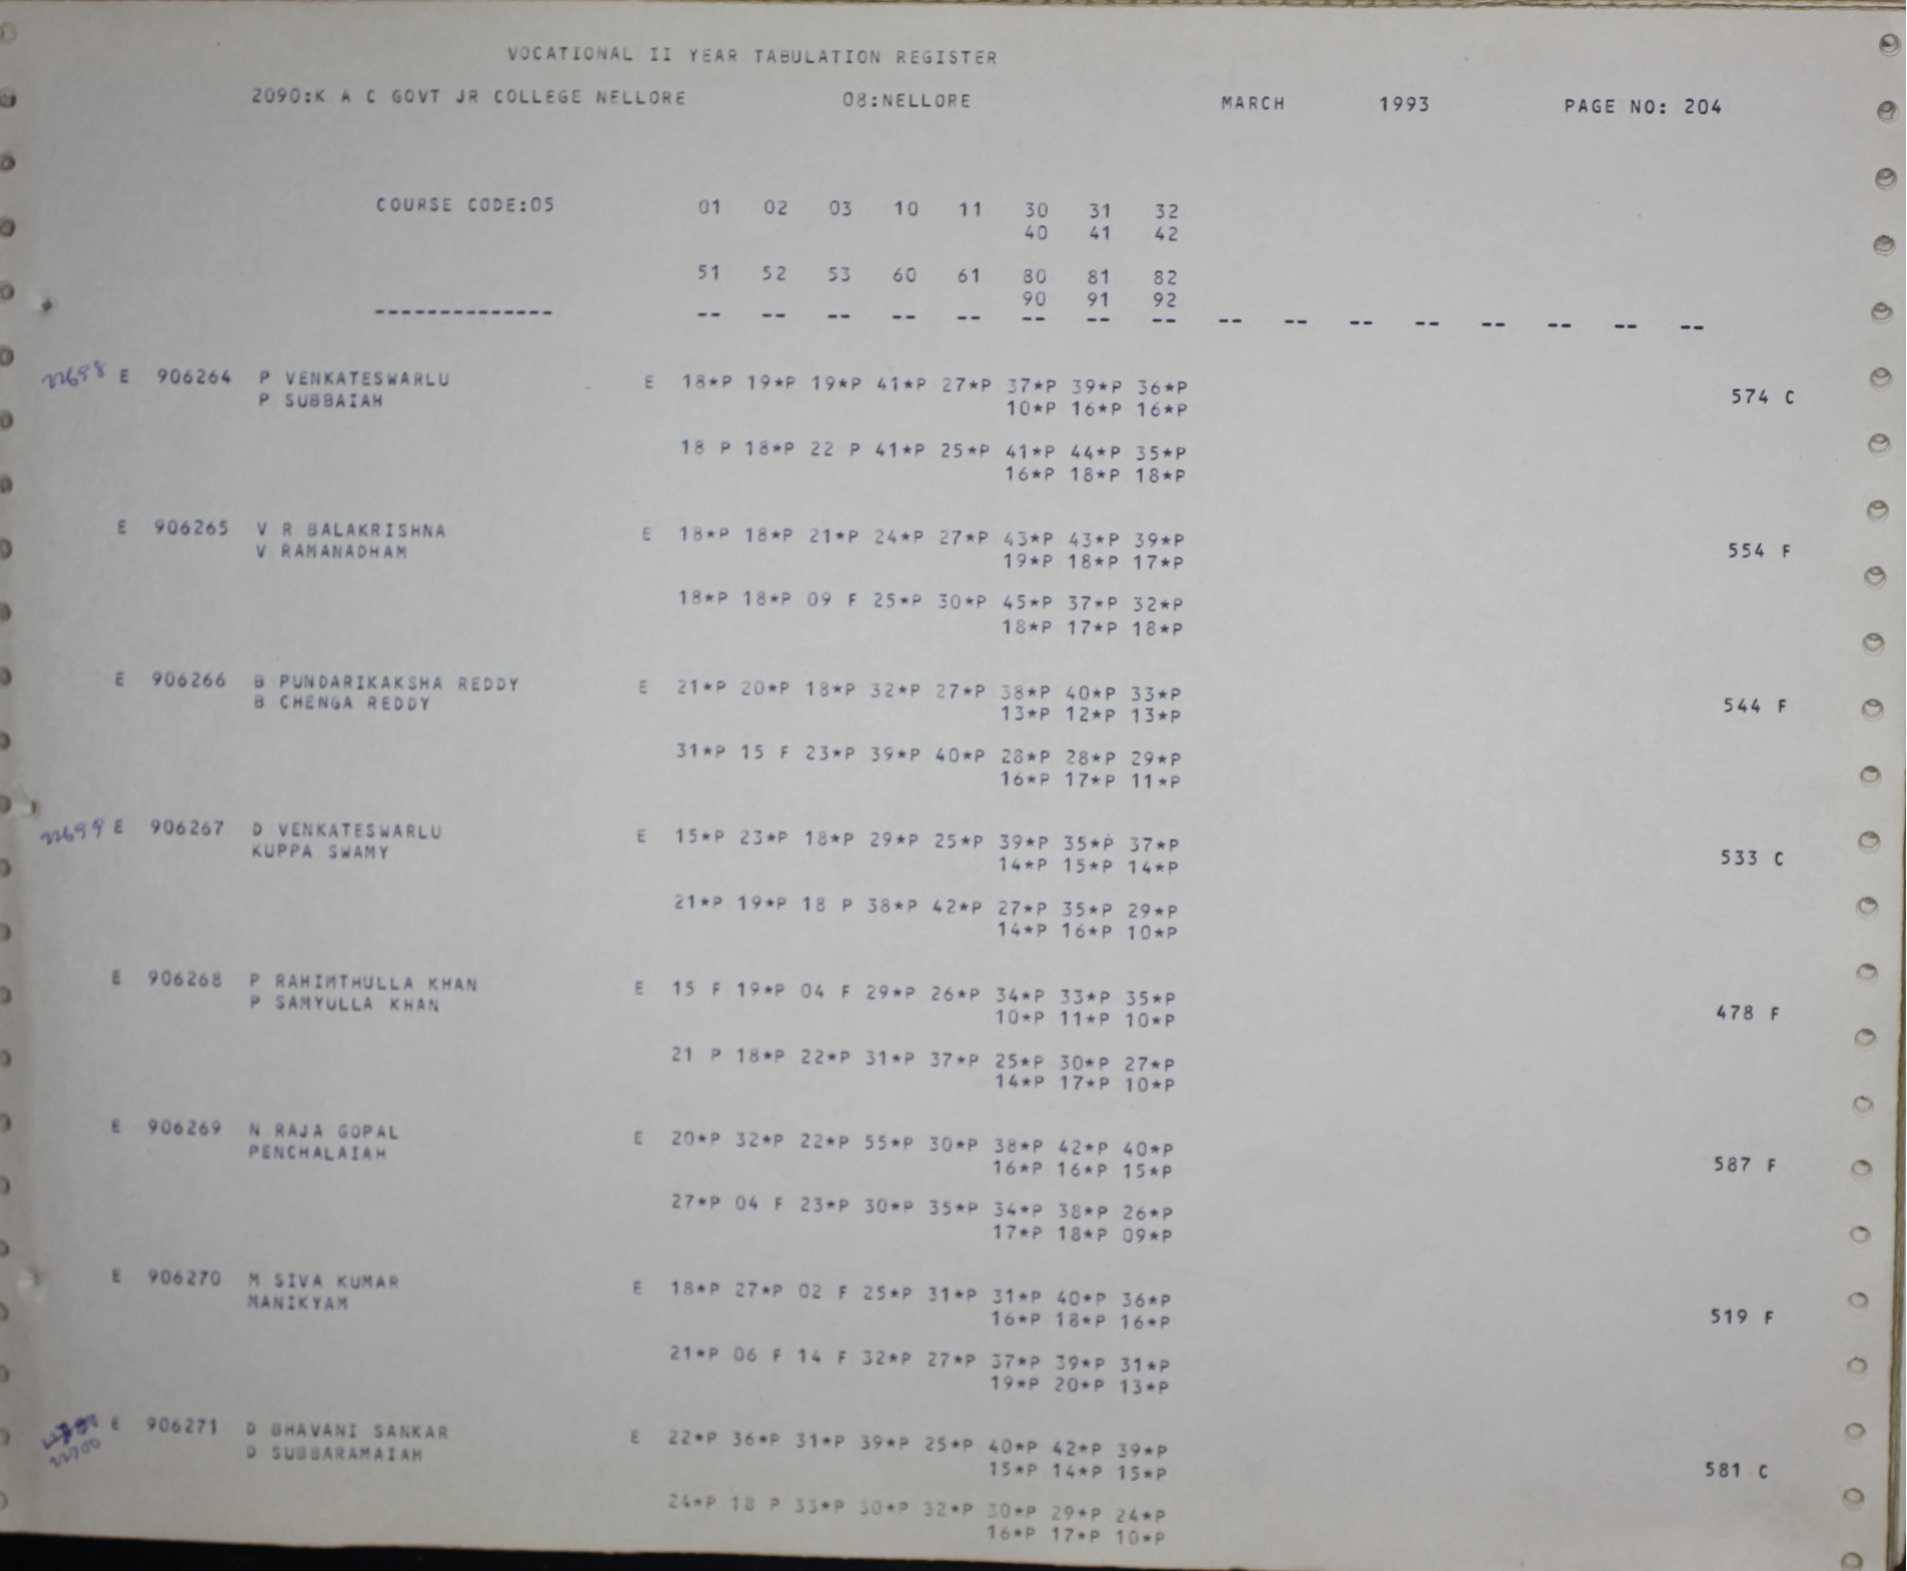 VOCATIONAL II YEAR TABULATION REGISTER
2090:K A C GOVT JR COLLEGE NELLORE 08:NELLORE MARCH 1993 PAGE NO: 204
COURSE CODE:05 01 02 03 10 11 30 31 32
40 41 42
51 52 53 60 61 80 81 82
90 91 92
-------------- -- -- -- -- -- -- -- -- -- -- -- -- -- -- -- --
22698 E 906264 P VENKATESWARLU E 18*P 19*P 19*P 41*P 27*P 37*P 39*P 36*P
P SUBBAIAH 10*P 16*P 16*P 574 C
18 P 18*P 22 P 41*P 25*P 41*P 44*P 35*P
16*P 18*P 18*P
E 906265 V R BALAKRISHNA E 18*P 18*P 21*P 24*P 27*P 43*P 43*P 39*P
V RAMANADHAM 19*P 18*P 17*P 554 F
18*P 18*P 09 F 25*P 30*P 45*P 37*P 32*P
18*P 17*P 18*P
E 906266 B PUNDARIKAKSHA REDDY E 21*P 20*P 18*P 32*P 27*P 38*P 40*P 33*P
B CHENGA REDDY 13*P 12*P 13*P 544 F
31*P 15 F 23*P 39*P 40*P 28*P 28*P 29*P
16*P 17*P 11*P
22699 E 906267 D VENKATESWARLU E 15*P 23*P 18*P 29*P 25*P 39*P 35*P 37*P
KUPPA SWAMY 14*P 15*P 14*P 533 C
21*P 19*P 18 P 38*P 42*P 27*P 35*P 29*P
14*P 16*P 10*P
E 906268 P RAHIMTHULLA KHAN E 15 F 19*P 04 F 29*P 26*P 34*P 33*P 35*P
P SAMYULLA KHAN 10*P 11*P 10*P 478 F
21 P 18*P 22*P 31*P 37*P 25*P 30*P 27*P
14*P 17*P 10*P
E 906269 N RAJA GOPAL E 20*P 32*P 22*P 55*P 30*P 38*P 42*P 40*P
PENCHALAIAH 16*P 16*P 15*P 587 F
27*P 04 F 23*P 30*P 35*P 34*P 38*P 26*P
17*P 18*P 09*P
E 906270 M SIVA KUMAR E 18*P 27*P 02 F 25*P 31*P 31*P 40*P 36*P
MANIKYAM 16*P 18*P 16*P 519 F
21*P 06 F 14 F 32*P 27*P 37*P 39*P 31*P
19*P 20*P 13*P
E 906271 D BHAVANI SANKAR E 22*P 36*P 31*P 39*P 25*P 40*P 42*P 39*P
22700 D SUBBARAMAIAH 15*P 14*P 15*P 581 C
24*P 18 P 33*P 30*P 32*P 30*P 29*P 24*P
16*P 17*P 10*P